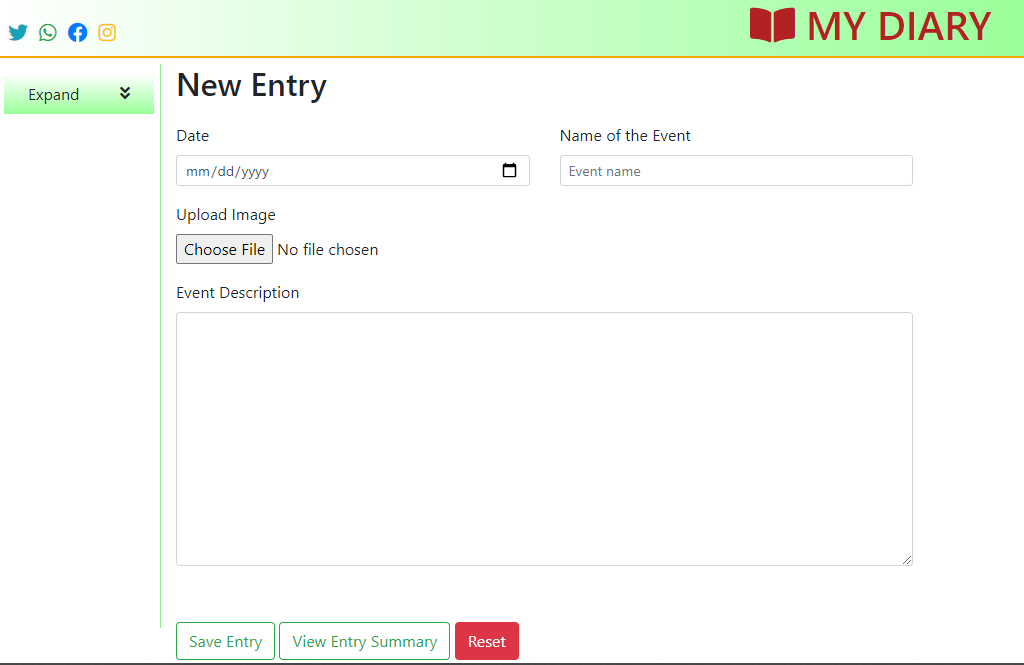 MY DIARY
Expand
New Entry
Date
Name of the Event
mm/dd/yyyy
Event name
Upload Image
Choose File No file chosen
Event Description
Save Entry View Entry Summary Reset